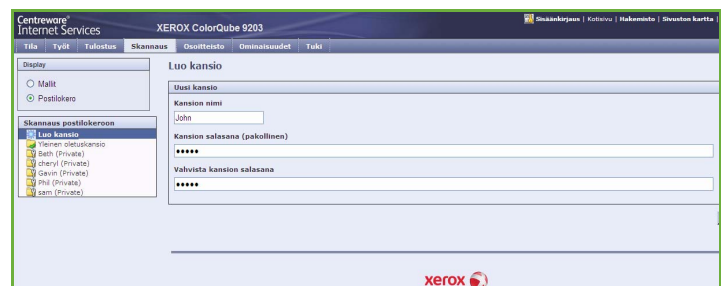 Centreware®
Internet Services
XEROX ColorQube 9203
Sisäänkirjaus | Kotisivu | Hakemisto | Sivuston kartta |
Tila Työt Tulostus Skannaus Osoitteisto Ominaisuudet Tuki
Display
Mallit
Postilokero
Skannaus postilokeroon
Luo kansio
Yleinen oletuskansio
Beth (Private)
cheryl (Private)
Gavin (Private)
Phil (Private)
sam (Private)
Luo kansio
Uusi kansio
Kansion nimi
John
Kansion salasana (pakollinen)
•••••
Vahvista kansion salasana
•••••
xerox